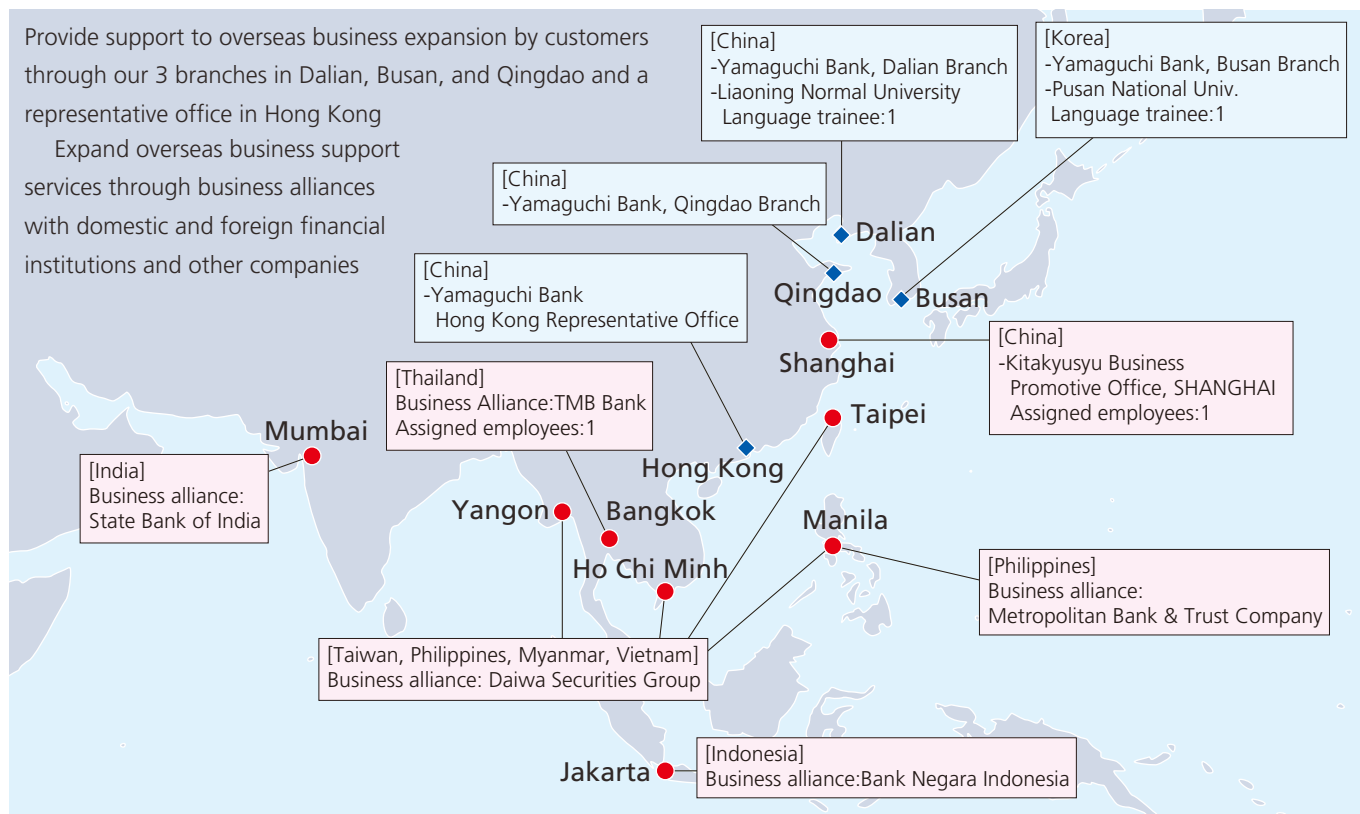 Provide support to overseas business expansion by customers
through our 3 branches in Dalian, Busan, and Qingdao and a
representative office in Hong Kong
Expand overseas business support
services through business alliances
with domestic and foreign financial
institutions and other companies
[China]
-Yamaguchi Bank, Dalian Branch
-Liaoning Normal University
Language trainee:1
[Korea]
-Yamaguchi Bank, Busan Branch
-Pusan National Univ.
Language trainee:1
[China]
-Yamaguchi Bank, Qingdao Branch
Dalian
[China]
-Yamaguchi Bank
Hong Kong Representative Office
Qingdao
Busan
Shanghai
[China]
-Kitakyusyu Business
Promotive Office, SHANGHAI
Assigned employees:1
[Thailand]
Business Alliance:TMB Bank
Assigned employees:1
Taipei
Mumbai
Hong Kong
[India]
Business alliance:
State Bank of India
Yangon
Bangkok
Manila
Ho Chi Minh
[Philippines]
Business alliance:
Metropolitan Bank & Trust Company
[Taiwan, Philippines, Myanmar, Vietnam]
Business alliance: Daiwa Securities Group
Jakarta
[Indonesia]
Business alliance:Bank Negara Indonesia